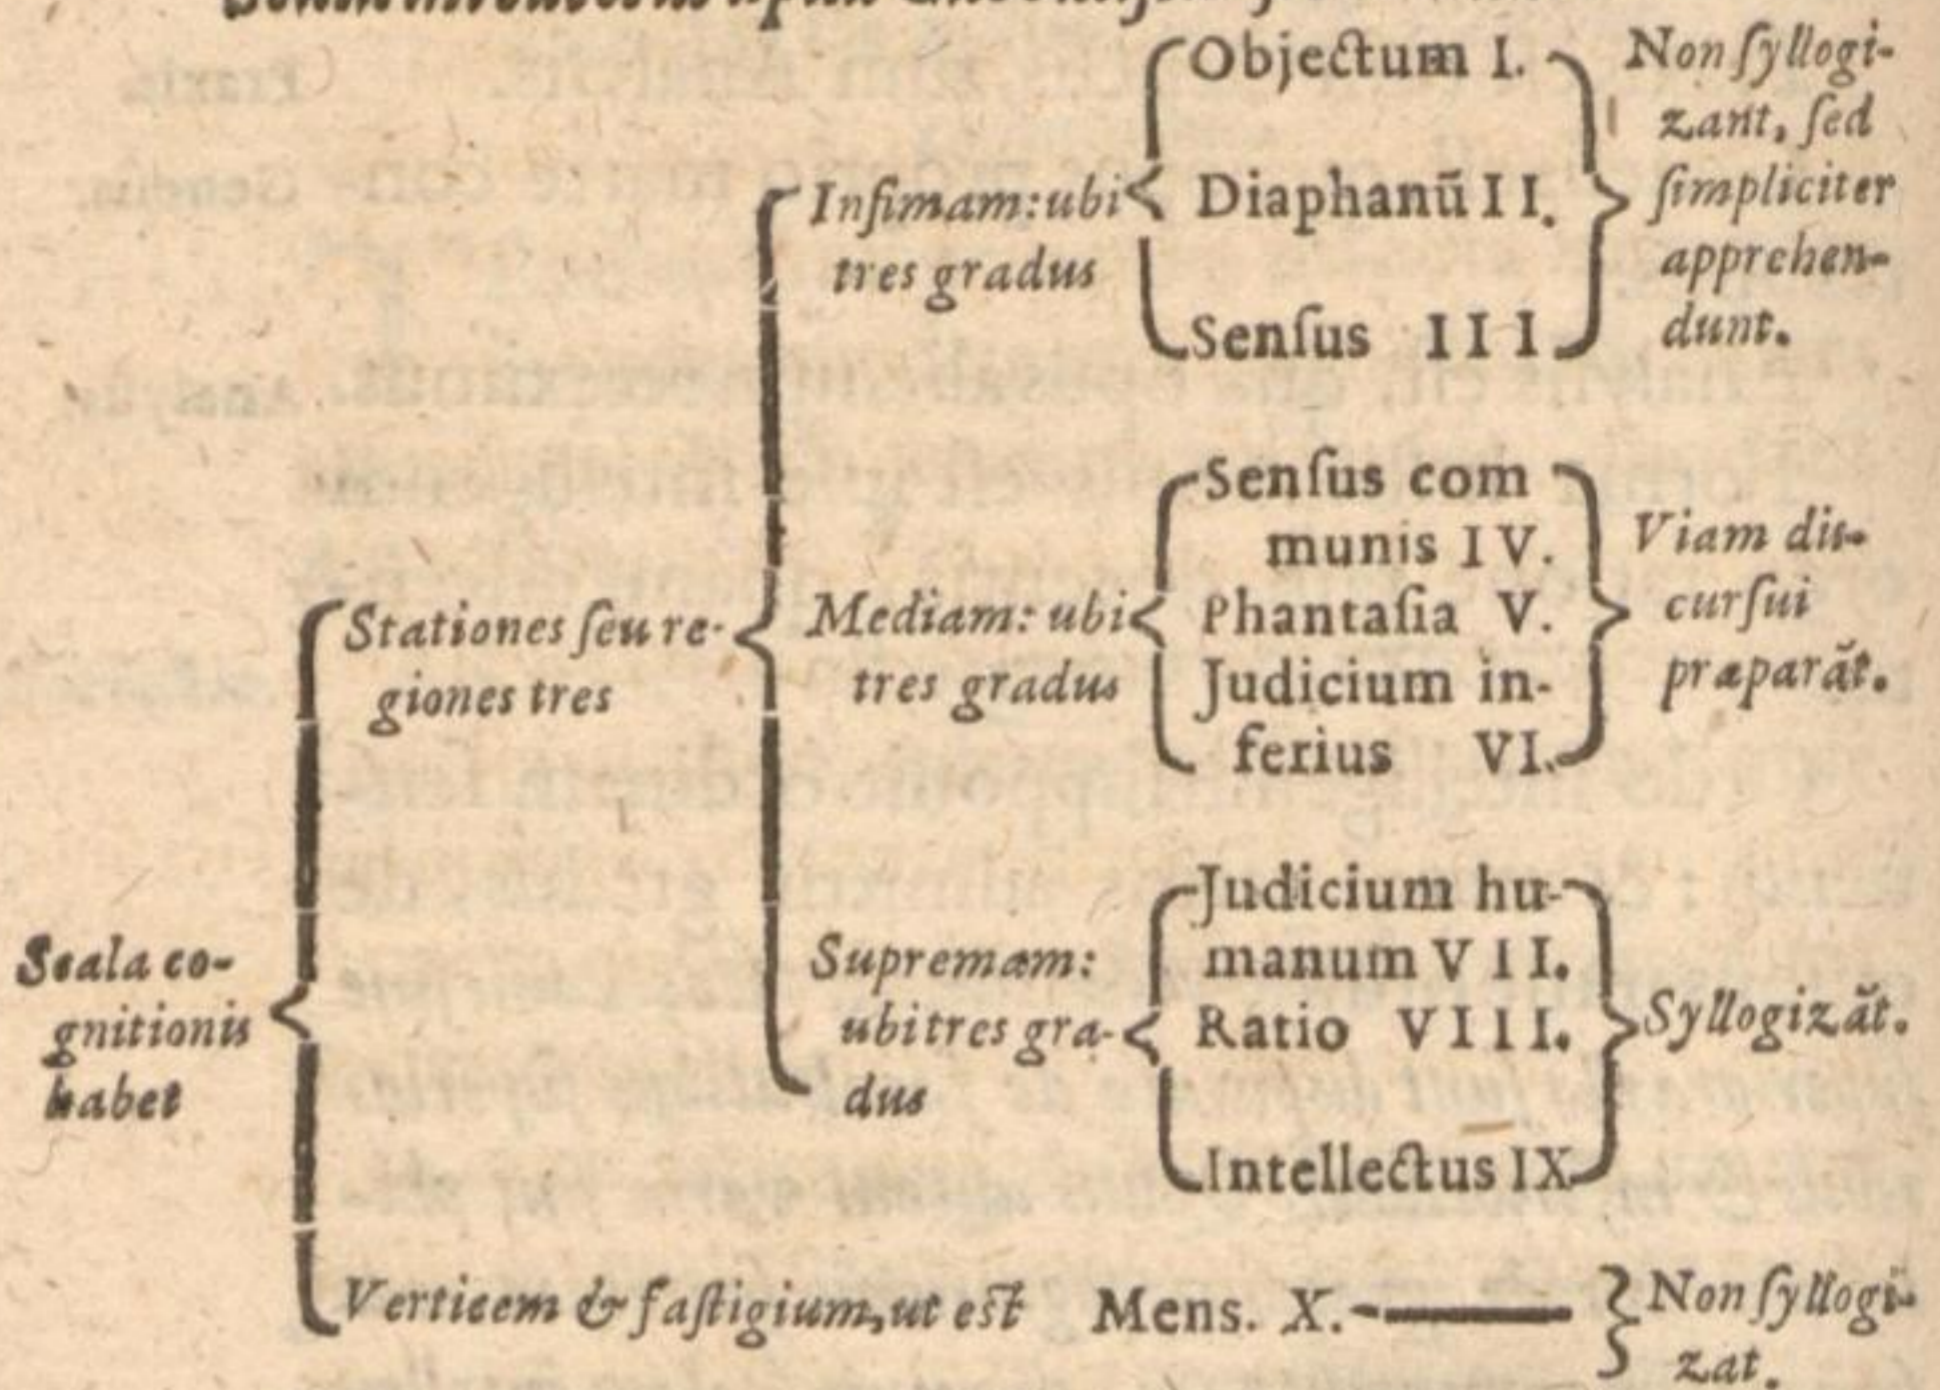 Objectum I.
Diaphanū II.
Senſus III.
Non ſyllogi-
zant, ſed
ſimpliciter
apprehen-
dunt.
Infimam: ubi
tres gradus
Senſus com
munis IV.
Phantaſia V.
Judicium in-
ferius VI.
Viam diſ-
curſui
præparāt.
Stationes ſeu re-
giones tres
Mediam: ubi
tres gradus
Judicium hu-
manum VII.
Ratio VIII.
Intellectus IX
Syllogizāt.
Supremam:
ubi tres gra-
dus
Scala co-
gnitionis
habet
Verticem & faſtigium, ut eſt
Mens. X.
Non ſyllogi-
zat.